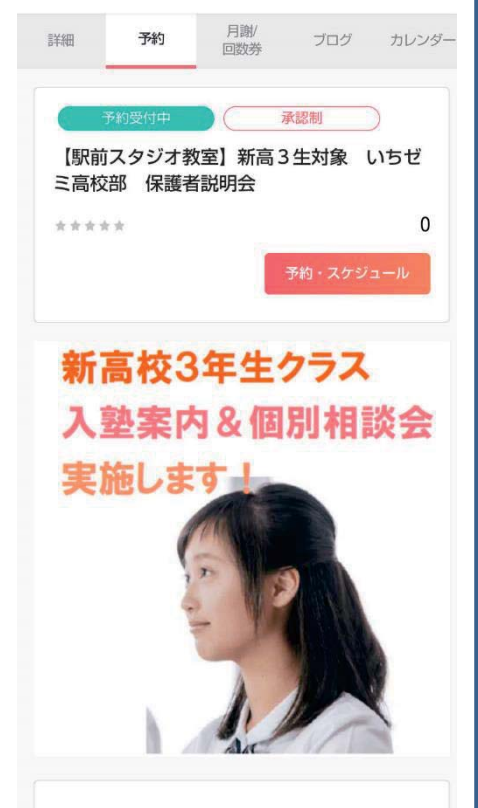 詳細 予約 月謝/ ブログ カレンダー
回数券
予約受付中 承認制
【駅前スタジオ教室】新高3生対象 いちゼ
ミ高校部 保護者説明会
★★★★★ 0
予約・スケジュール
新高校3年生クラス
入塾案内&個別相談会
実施します!